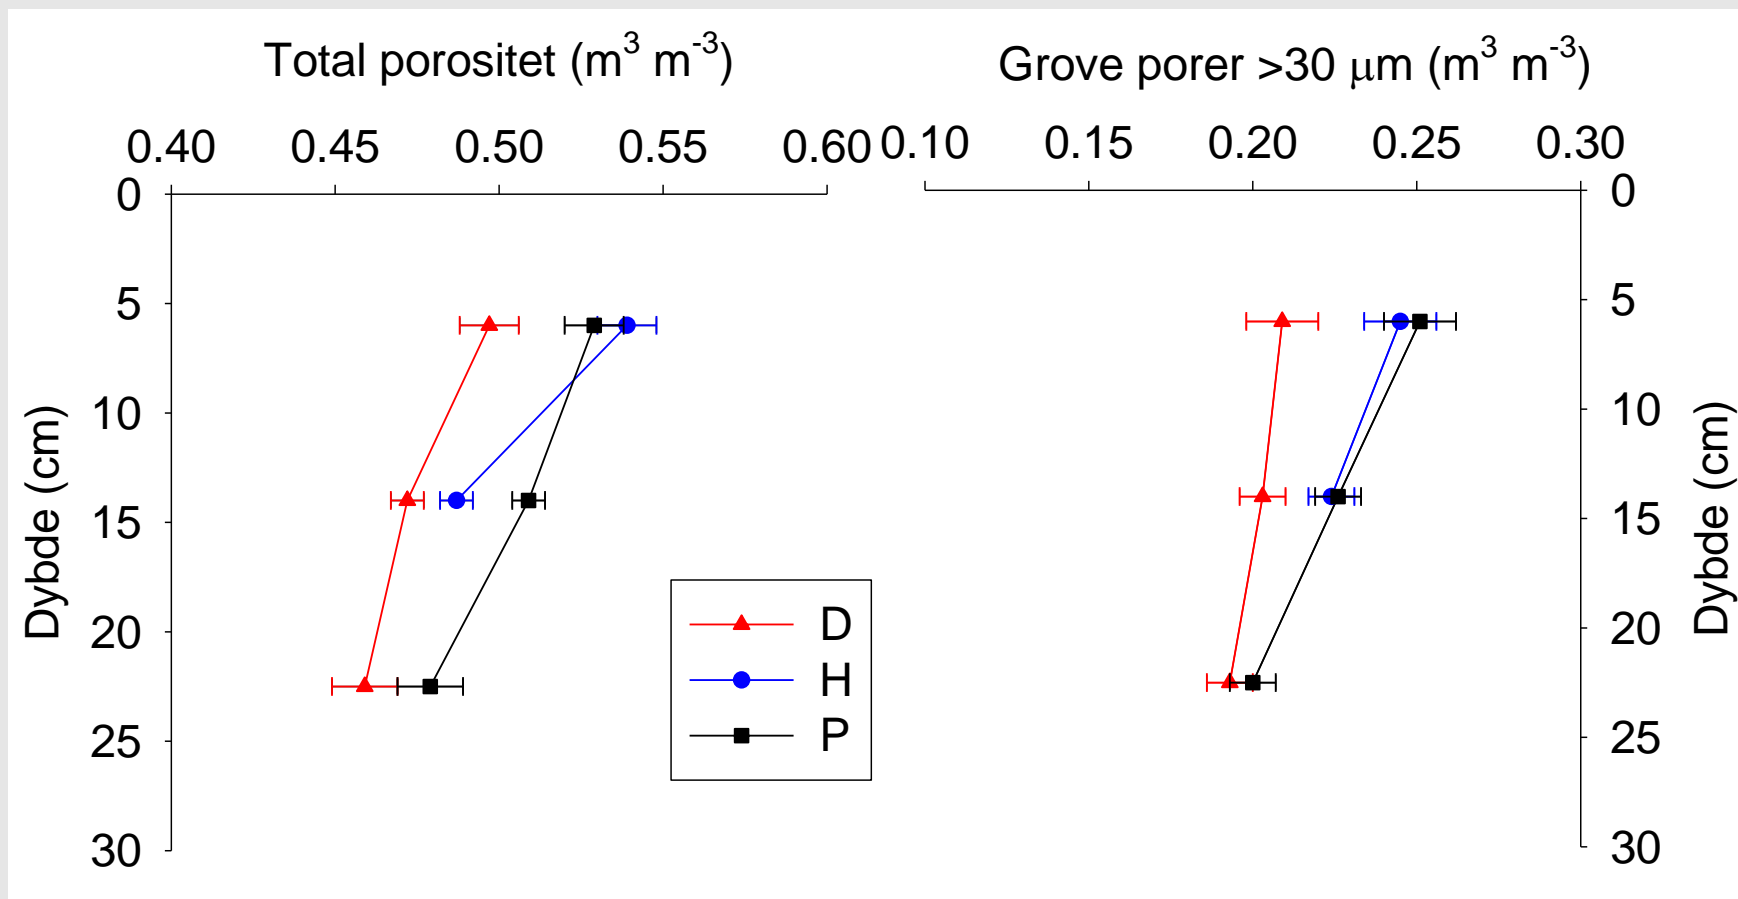 Total porositet (m³ m⁻³)
0.40 0.45 0.50 0.55 0.60
0
5
10
15
20
25
30
Dybde (cm)
D
H
P
Grove porer >30 μm (m³ m⁻³)
0.10 0.15 0.20 0.25 0.30
0
5
10
15
20
25
30
Dybde (cm)